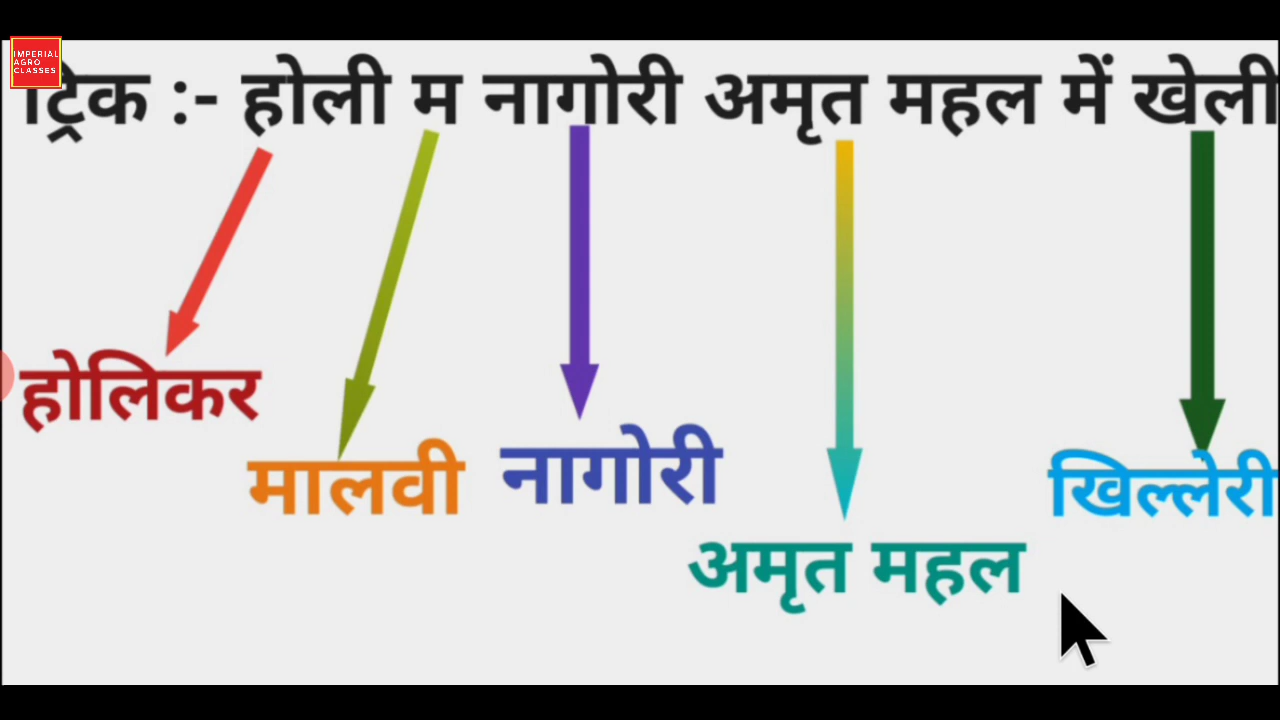 IMPERIAL
AGRO
CLASSES
ट्रिक :- होली म नागोरी अमृत महल में खेली
होलिकर
मालवी
नागोरी
खिल्लेरी
अमृत महल